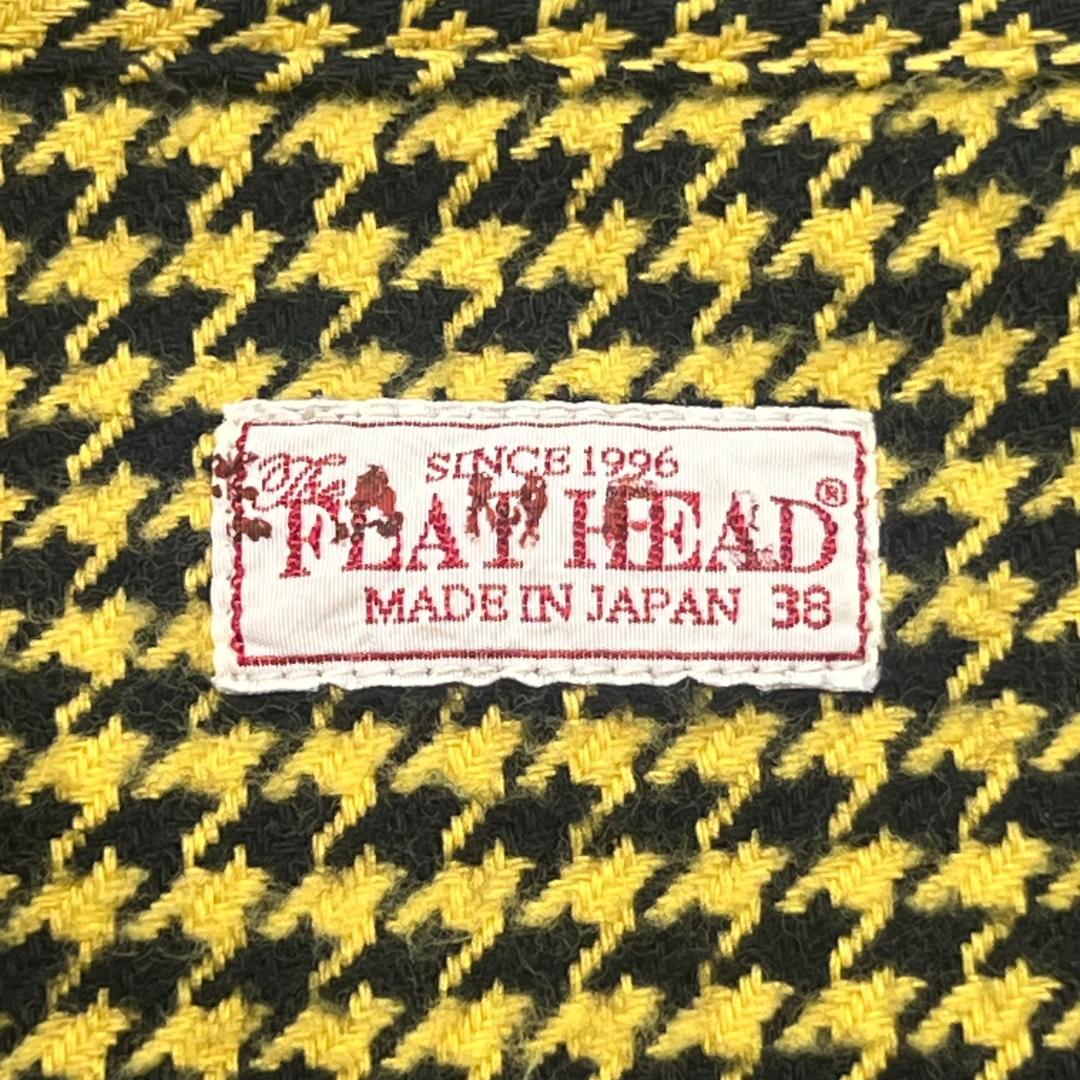 SINCE 1996
The
FLAT HEAD®
MADE IN JAPAN 38